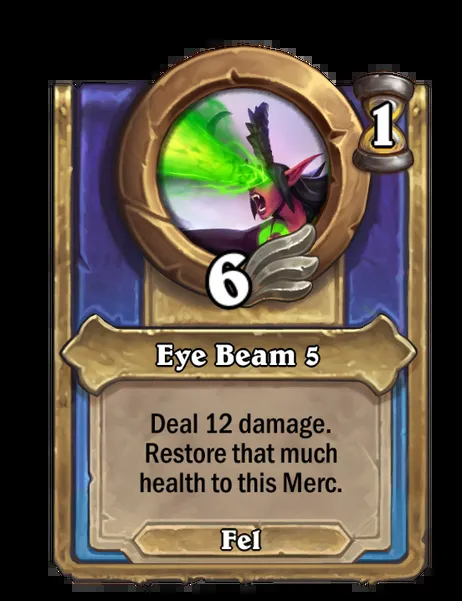 1
6
Eye Beam 5
Deal 12 damage.
Restore that much
health to this Merc.
Fel